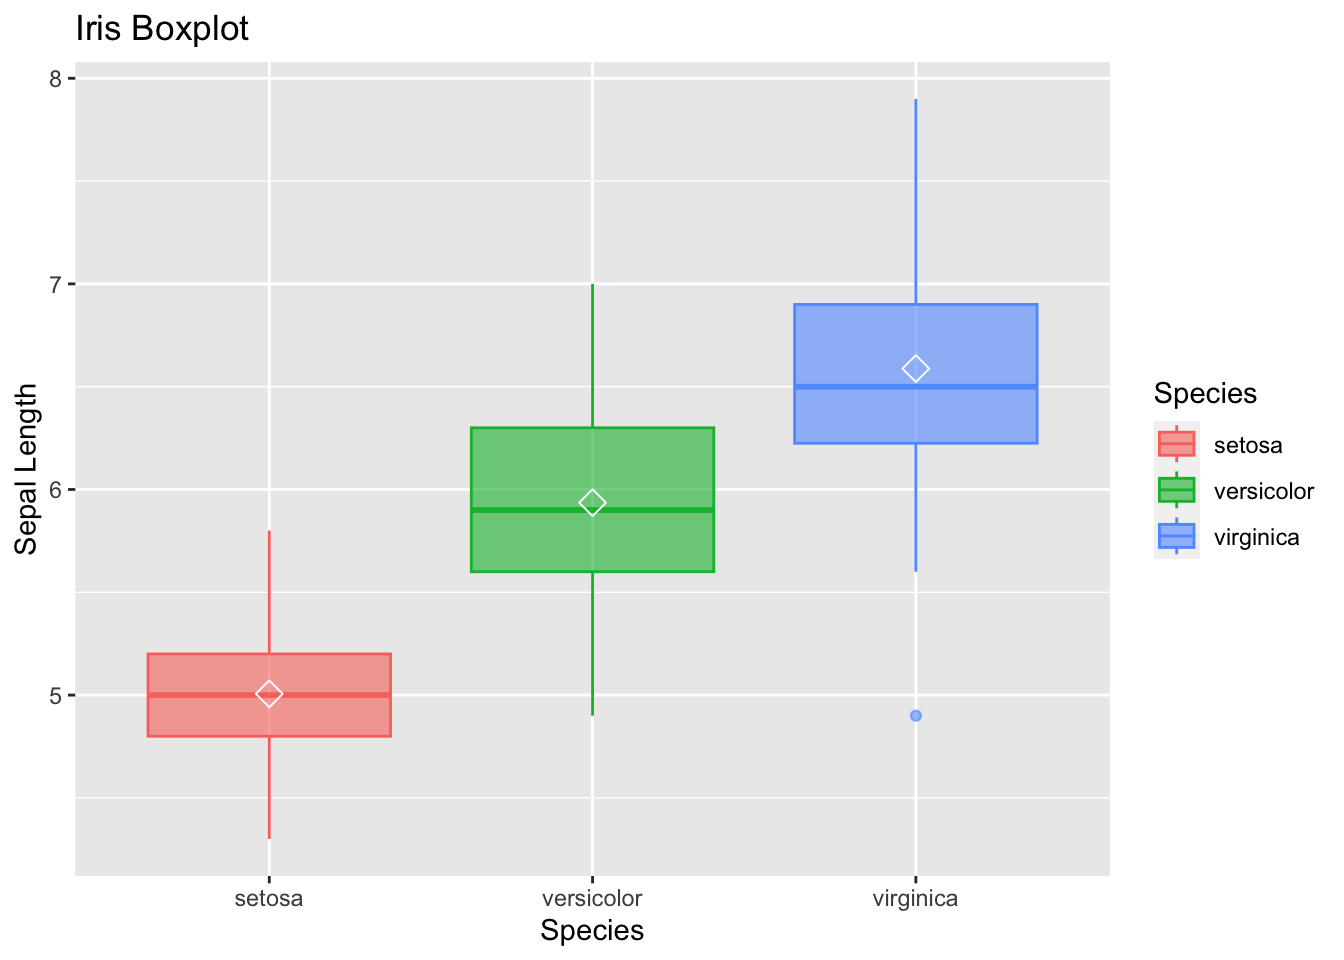 Iris Boxplot
8
7
6
5
Sepal Length
setosa
versicolor
virginica
Species
Species
setosa
versicolor
virginica